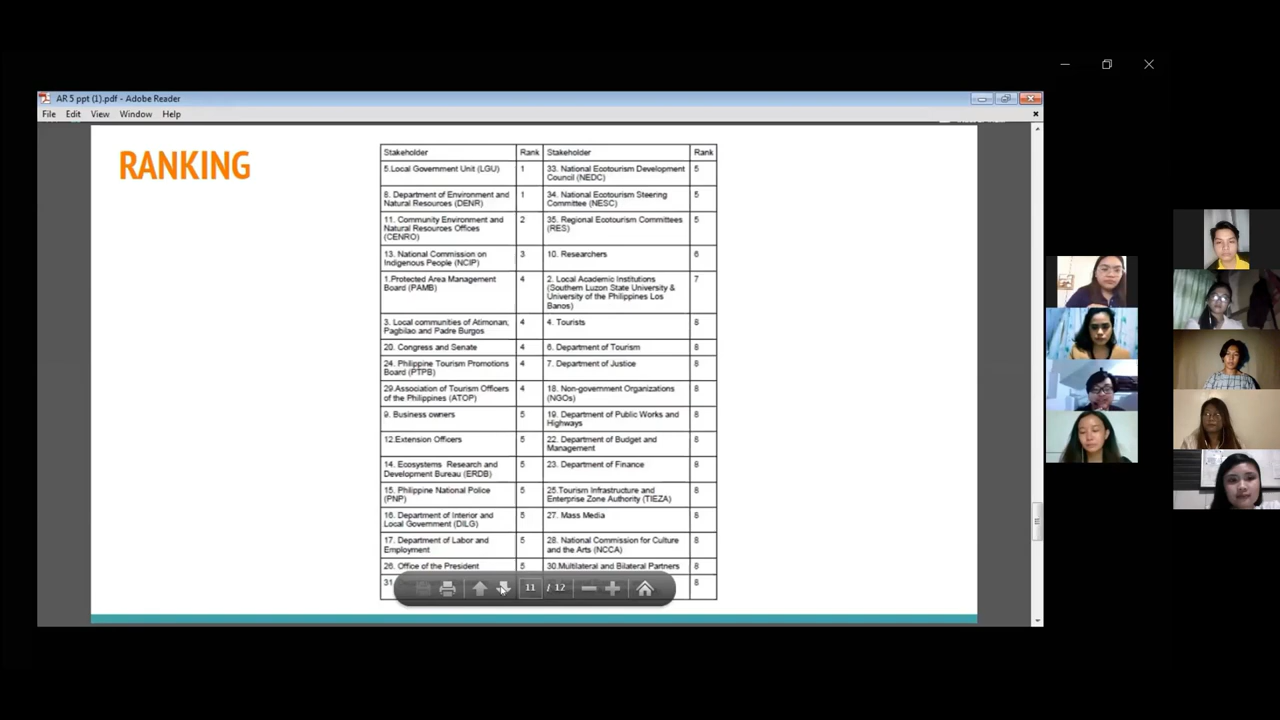 AR 5 ppt (1).pdf - Adobe Reader
File Edit View Window Help
RANKING
Stakeholder Rank Stakeholder Rank
5.Local Government Unit (LGU) 1 33. National Ecotourism Development
Council (NEDC) 5
8. Department of Environment and
Natural Resources (DENR) 1 34. National Ecotourism Steering
Committee (NESC) 5
11. Community Environment and
Natural Resources Offices
(CENRO) 2 35. Regional Ecotourism Committees
(RES) 5
13. National Commission on
Indigenous People (NCIP) 3 10. Researchers 6
1.Protected Area Management
Board (PAMB) 4 2. Local Academic Institutions
(Southern Luzon State University &
University of the Philippines Los
Banos) 7
3. Local communities of Atimonan,
Pagbilao and Padre Burgos 4 4. Tourists 8
20. Congress and Senate 4 6. Department of Tourism 8
24. Philippine Tourism Promotions
Board (PTPB) 4 7. Department of Justice 8
29.Association of Tourism Officers
of the Philippines (ATOP) 4 18. Non-government Organizations
(NGOs) 8
9. Business owners 5 19. Department of Public Works and
Highways 8
12.Extension Officers 5 22. Department of Budget and
Management 8
14. Ecosystems Research and
Development Bureau (ERDB) 5 23. Department of Finance 8
15. Philippine National Police
(PNP) 5 25.Tourism Infrastructure and
Enterprise Zone Authority (TIEZA) 8
16. Department of Interior and
Local Government (DILG) 5 27. Mass Media 8
17. Department of Labor and
Employment 5 28. National Commission for Culture
and the Arts (NCCA) 8
26. Office of the President 5 30.Multilateral and Bilateral Partners 8
31 8
11 / 12